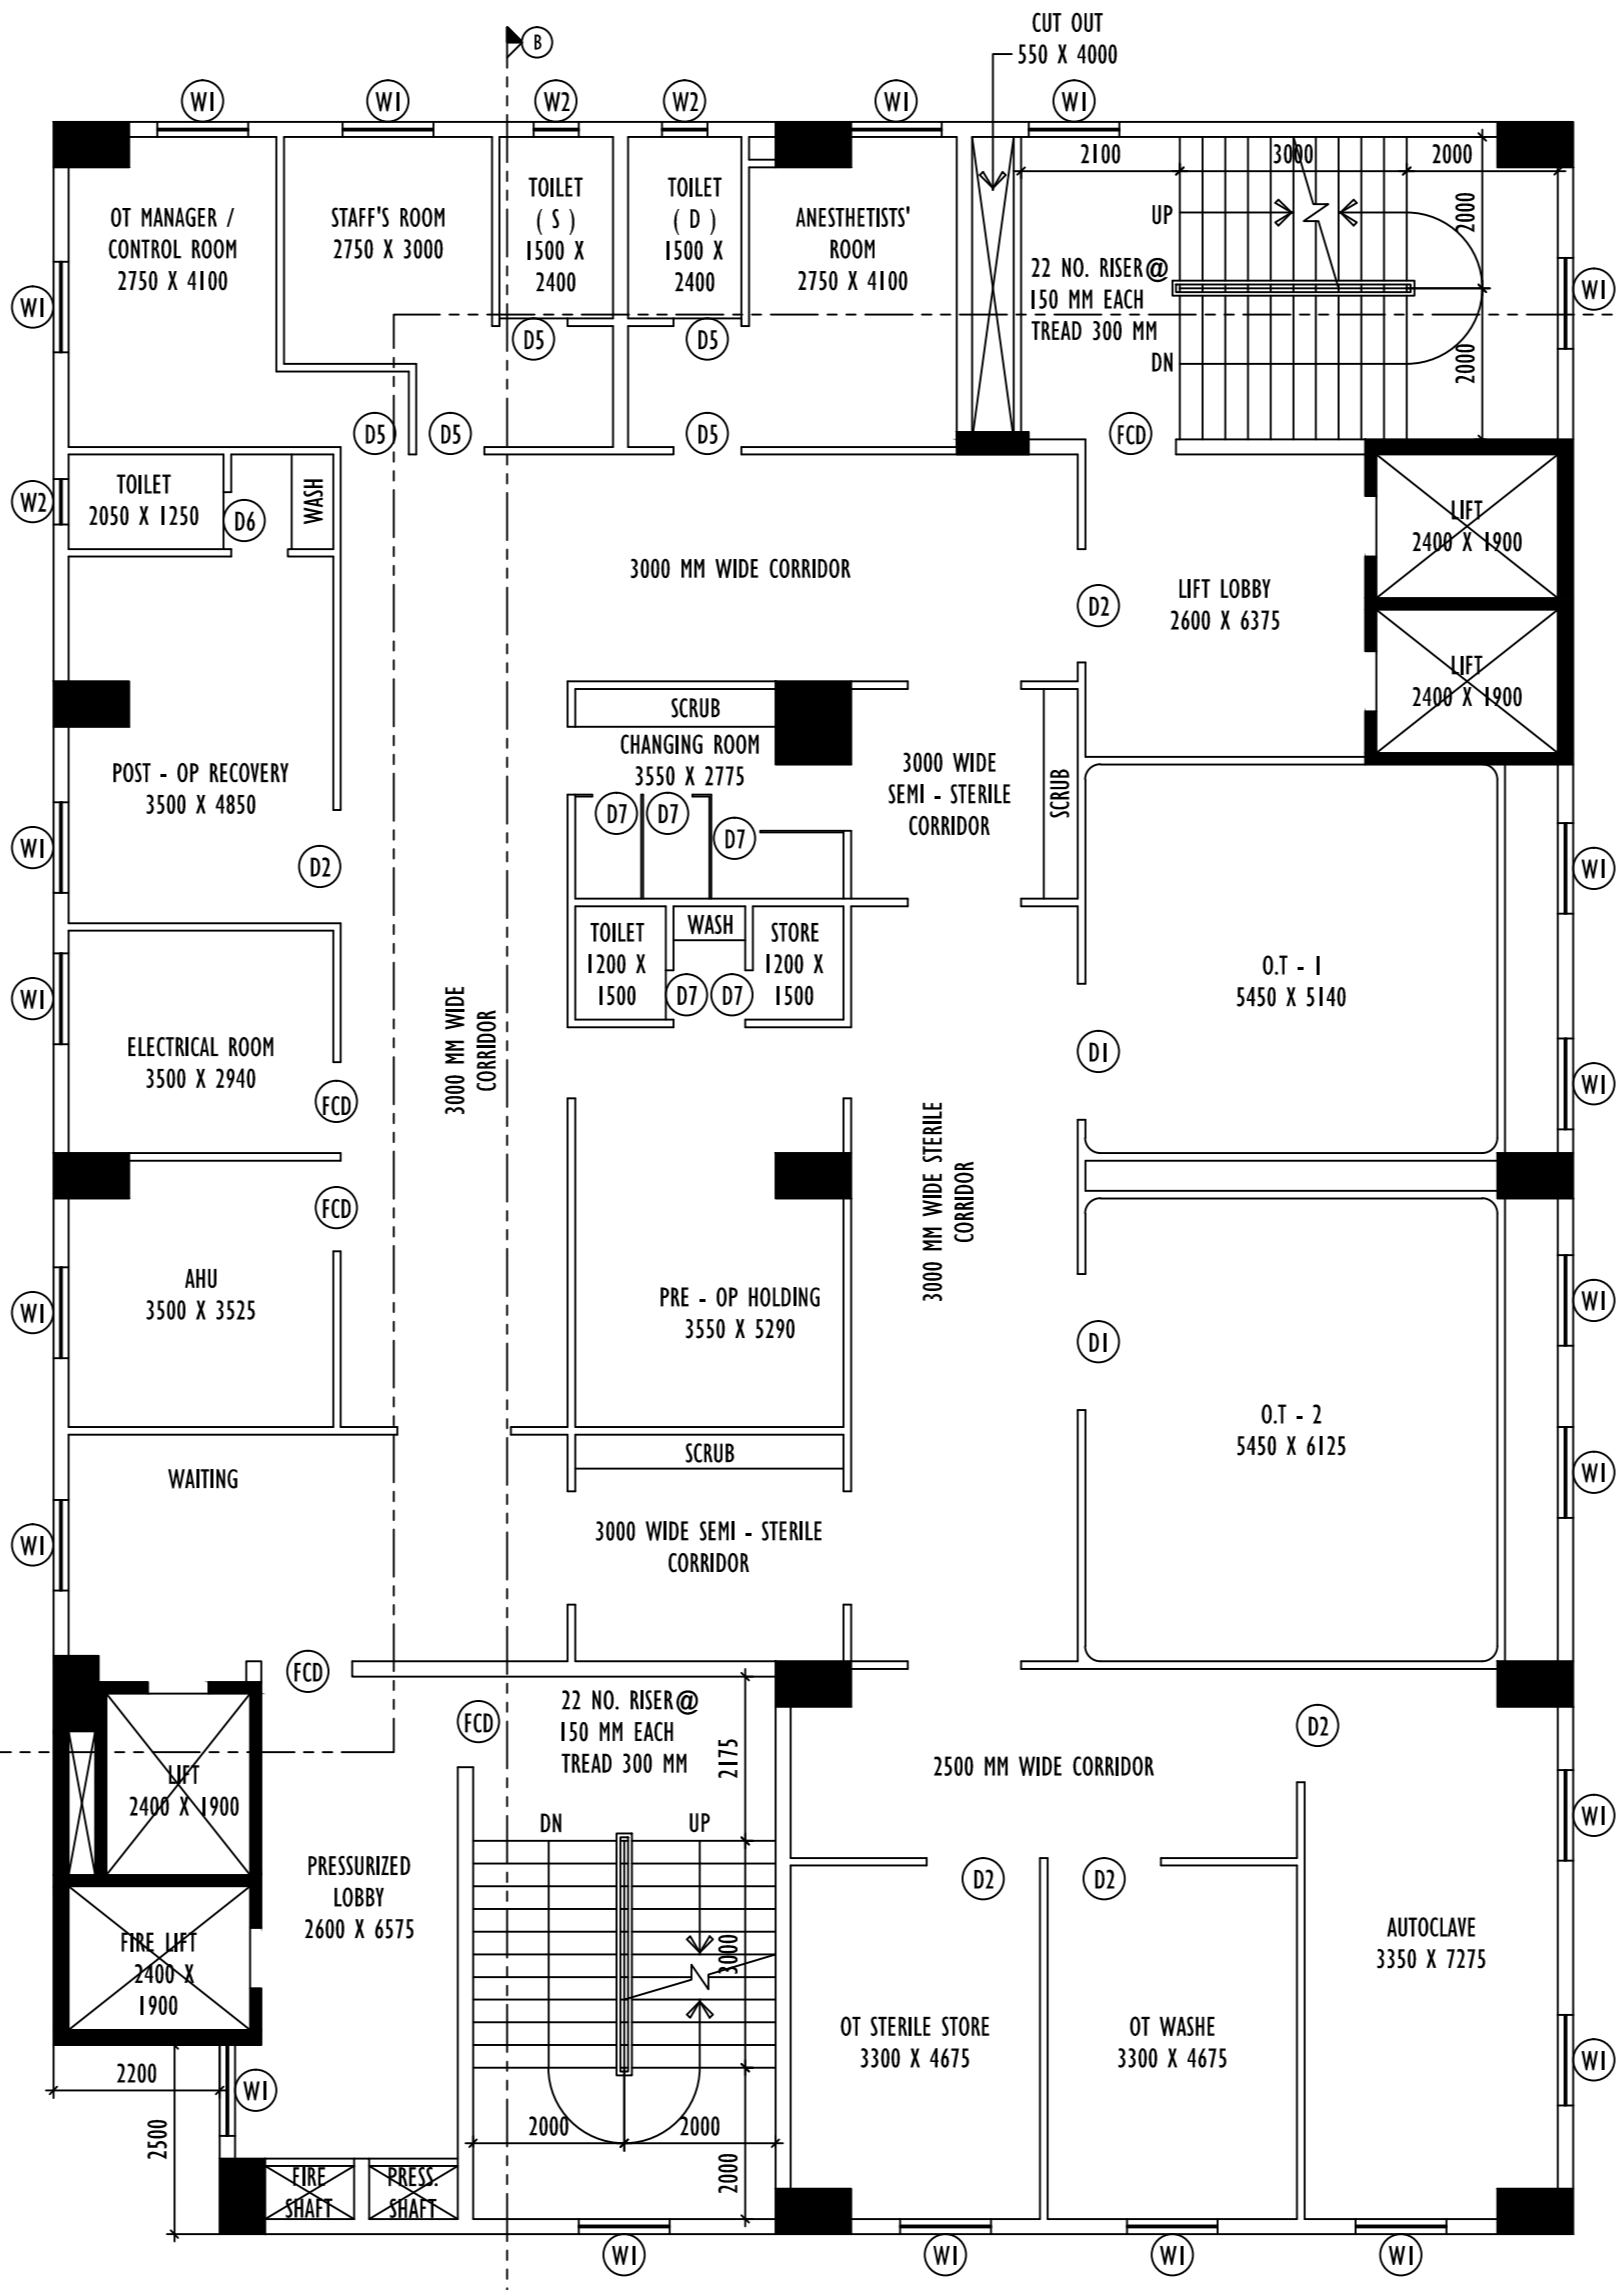 CUT OUT
550 X 4000
B
W1
W1
W2
W2
W1
W1
2100
3000
2000
OT MANAGER /
CONTROL ROOM
2750 X 4100
STAFF'S ROOM
2750 X 3000
TOILET
( S )
1500 X
2400
TOILET
( D )
1500 X
2400
ANESTHETISTS'
ROOM
2750 X 4100
UP
22 NO. RISER@
150 MM EACH
TREAD 300 MM
DN
2000
2000
W1
W1
D5
D5
D5
D5
D5
FCD
W2
TOILET
2050 X 1250
D6
WASH
3000 MM WIDE CORRIDOR
D2
LIFT LOBBY
2600 X 6375
LIFT
2400 X 1900
LIFT
2400 X 1900
SCRUB
CHANGING ROOM
3550 X 2775
3000 WIDE
SEMI - STERILE
CORRIDOR
SCRUB
POST - OP RECOVERY
3500 X 4850
W1
D2
D7
D7
D7
W1
TOILET
1200 X
1500
WASH
STORE
1200 X
1500
D7
D7
O.T - 1
5450 X 5140
W1
ELECTRICAL ROOM
3500 X 2940
FCD
3000 MM WIDE
CORRIDOR
D1
W1
3000 MM WIDE STERILE
CORRIDOR
FCD
AHU
3500 X 3525
W1
PRE - OP HOLDING
3550 X 5290
D1
W1
O.T - 2
5450 X 6125
W1
WAITING
SCRUB
W1
3000 WIDE SEMI - STERILE
CORRIDOR
FCD
FCD
22 NO. RISER@
150 MM EACH
TREAD 300 MM
2175
D2
2500 MM WIDE CORRIDOR
LIFT
2400 X 1900
DN
UP
W1
PRESSURIZED
LOBBY
2600 X 6575
D2
D2
FIRE LIFT
2400 X
1900
3000
AUTOCLAVE
3350 X 7275
OT STERILE STORE
3300 X 4675
OT WASHE
3300 X 4675
W1
2200
W1
2500
2000
2000
2000
FIRE
SHAFT
PRESS.
SHAFT
W1
W1
W1
W1